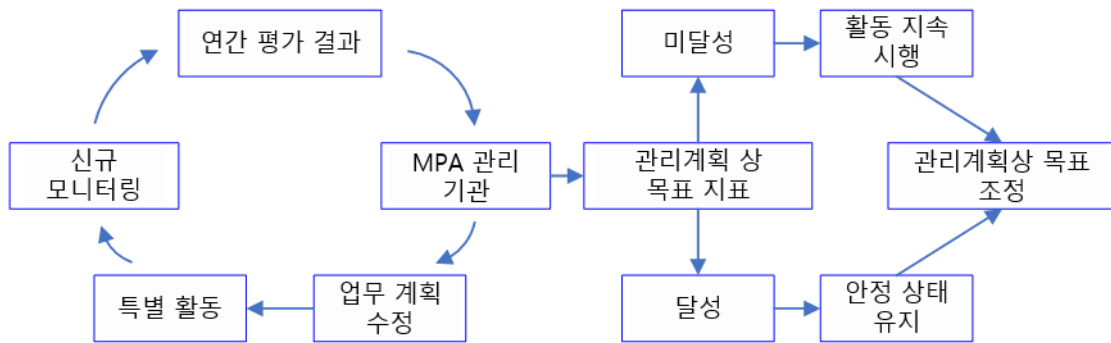 연간 평가 결과
미달성
활동 지속
시행
신규
모니터링
MPA 관리
기관
관리계획 상
목표 지표
관리계획상 목표
조정
특별 활동
업무 계획
수정
달성
안정 상태
유지